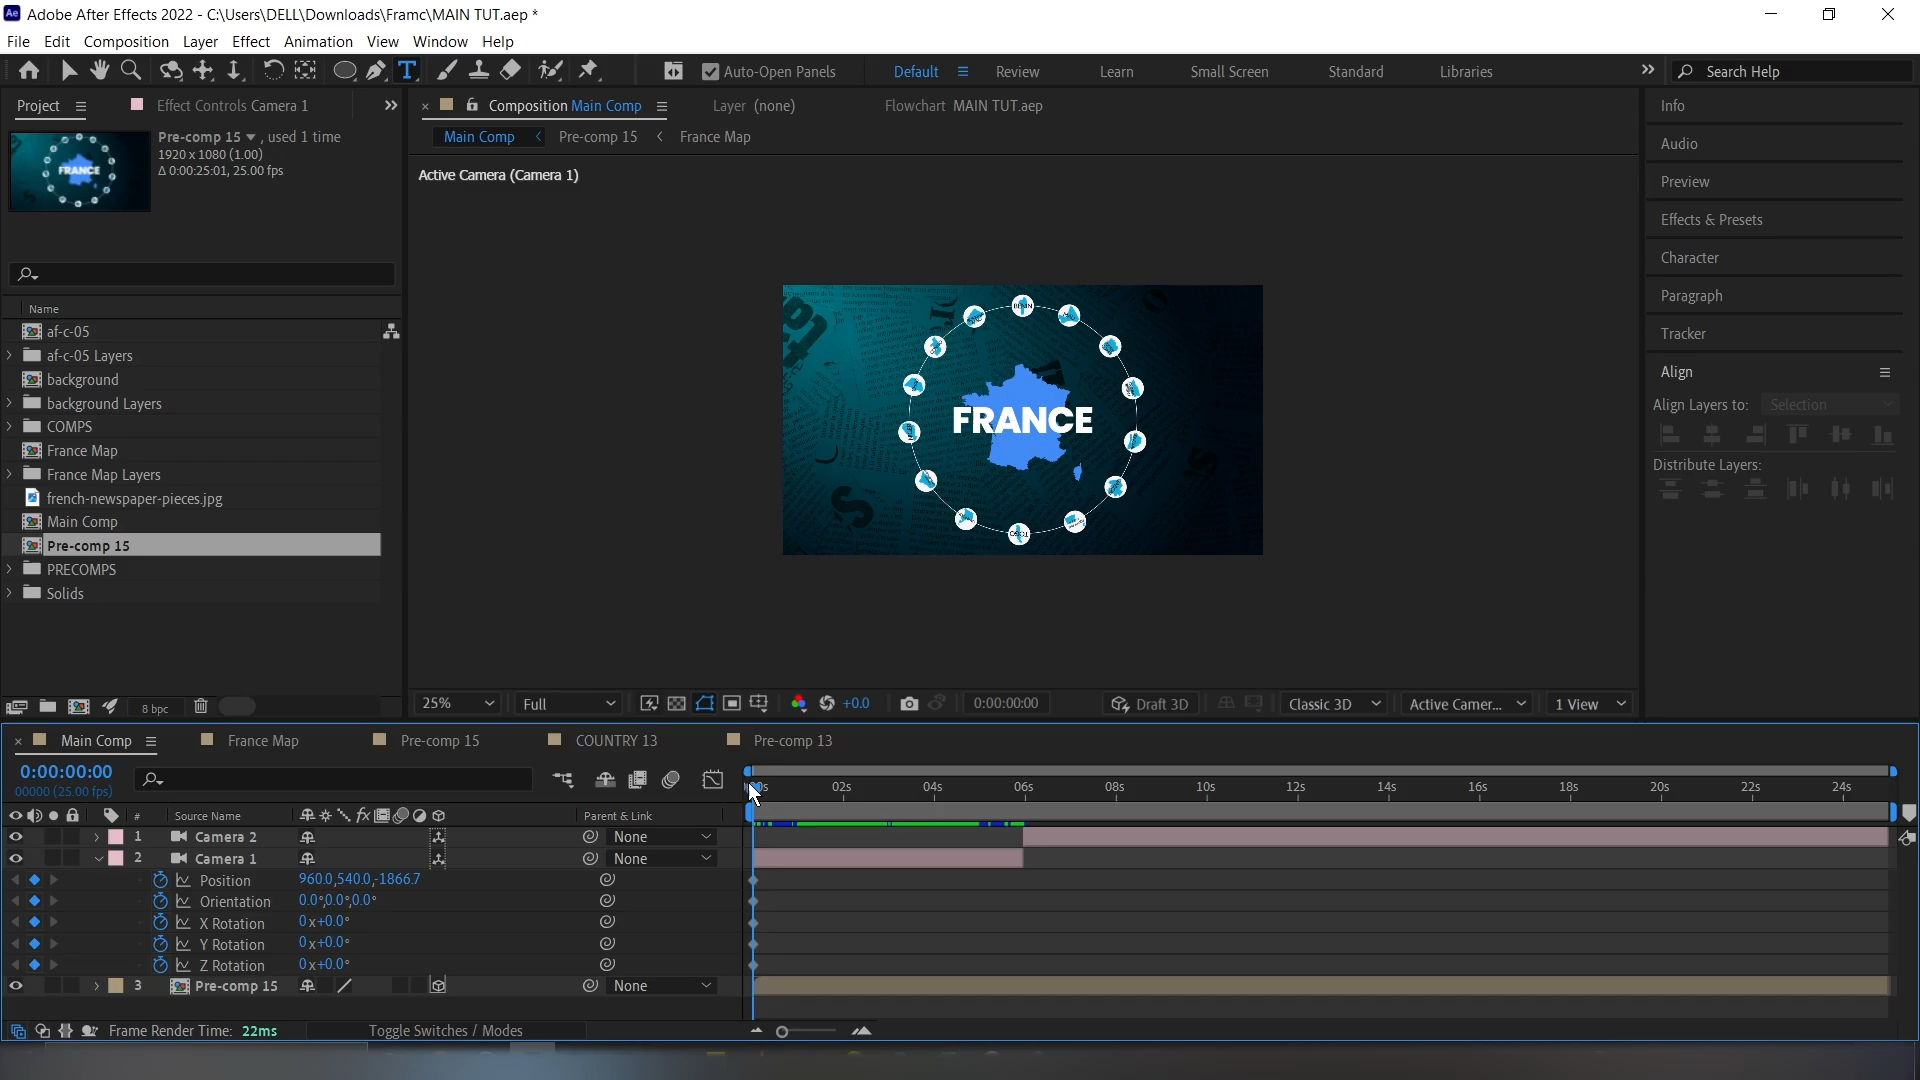 Adobe After Effects 2022 - C:\Users\DELL\Downloads\Framc\MAIN TUT.aep *
File Edit Composition Layer Effect Animation View Window Help
Auto-Open Panels Default Review Learn Small Screen Standard Libraries Search Help
Project Effect Controls Camera 1 Composition Main Comp Layer (none) Flowchart MAIN TUT.aep
Main Comp Pre-comp 15 France Map
Pre-comp 15 , used 1 time
1920 x 1080 (1.00)
Δ 0:00:25:01, 25.00 fps
FRANCE
Active Camera (Camera 1)
Name
af-c-05
af-c-05 Layers
background
background Layers
COMPS
France Map
France Map Layers
french-newspaper-pieces.jpg
Main Comp
Pre-comp 15
PRECOMPS
Solids
8 bpc
BENIN
FRANCE
TOGO
25% Full +0.0 0:00:00:00 Draft 3D Classic 3D Active Camer... 1 View
Info
Audio
Preview
Effects & Presets
Character
Paragraph
Tracker
Align
Align Layers to: Selection
Distribute Layers:
Main Comp France Map Pre-comp 15 COUNTRY 13 Pre-comp 13
0:00:00:00
00000 (25.00 fps)
02s 04s 06s 08s 10s 12s 14s 16s 18s 20s 22s 24s
# Source Name fx Parent & Link
1 Camera 2 None
2 Camera 1 None
Position 960.0,540.0,-1866.7
Orientation 0.0°,0.0°,0.0°
X Rotation 0x+0.0°
Y Rotation 0x+0.0°
Z Rotation 0x+0.0°
3 Pre-comp 15 None
Frame Render Time: 22ms Toggle Switches / Modes